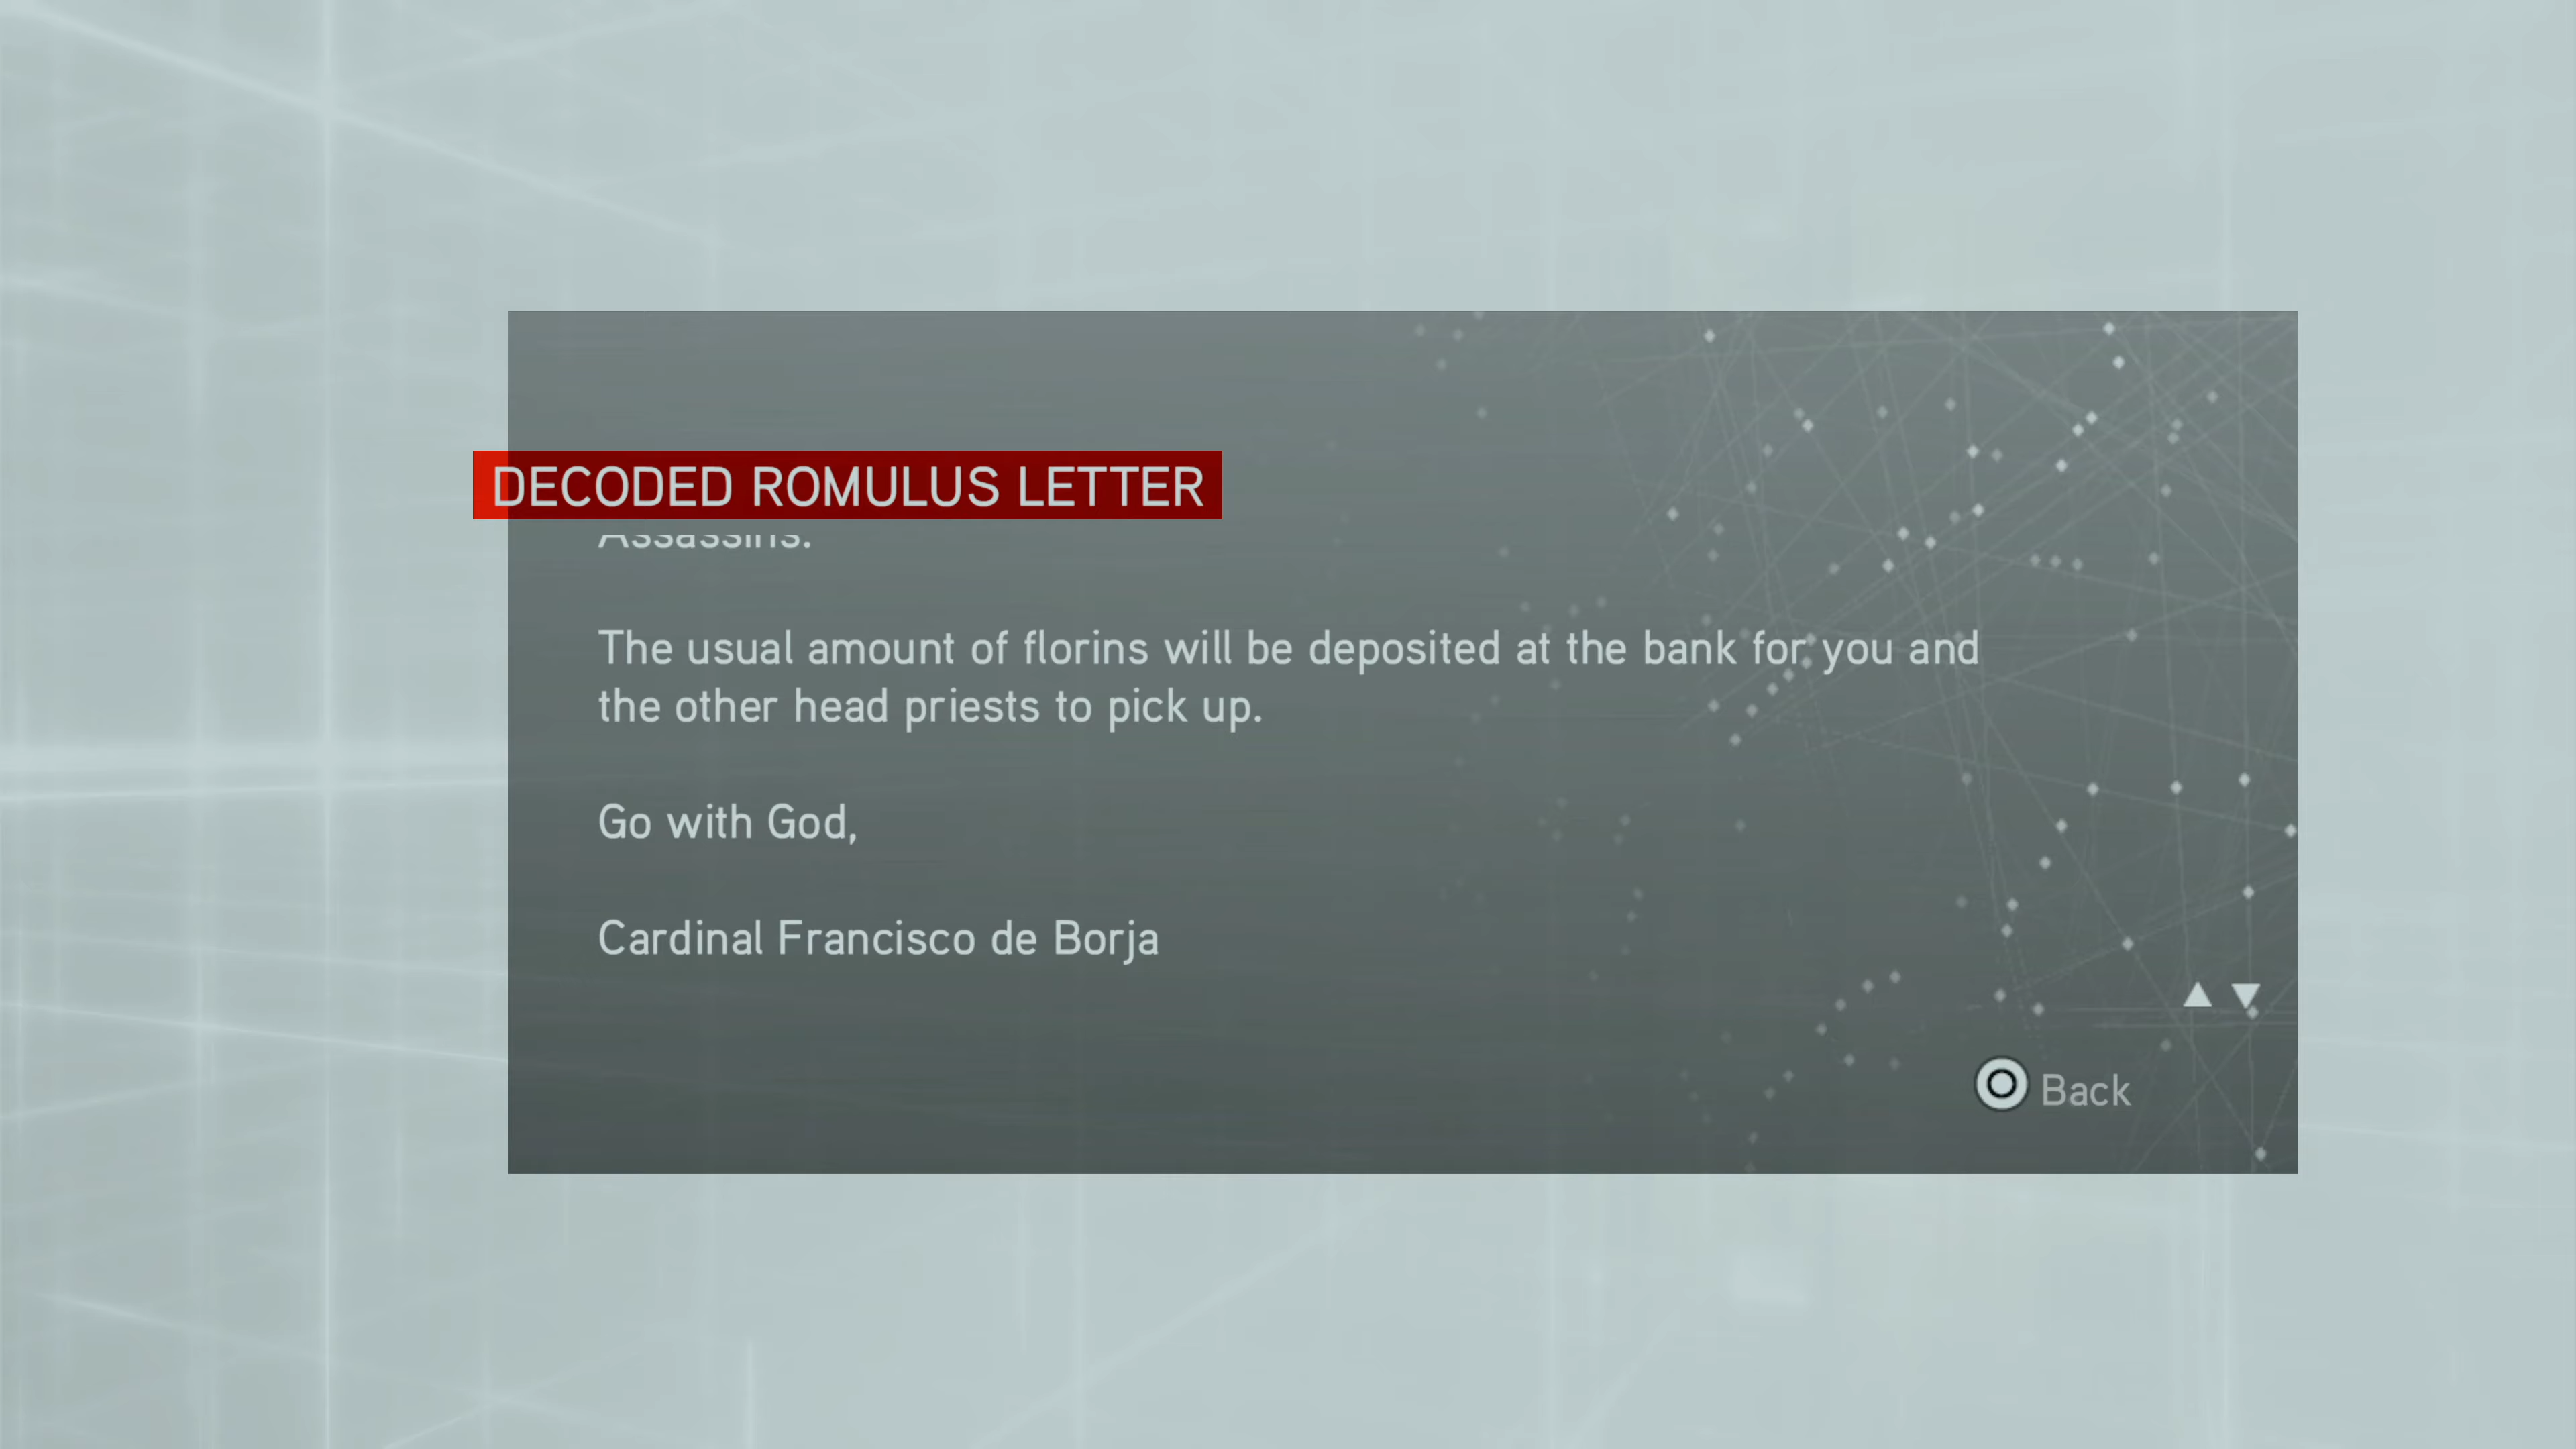 DECODED ROMULUS LETTER
Assassins.
The usual amount of florins will be deposited at the bank for you and
the other head priests to pick up.
Go with God,
Cardinal Francisco de Borja
Back